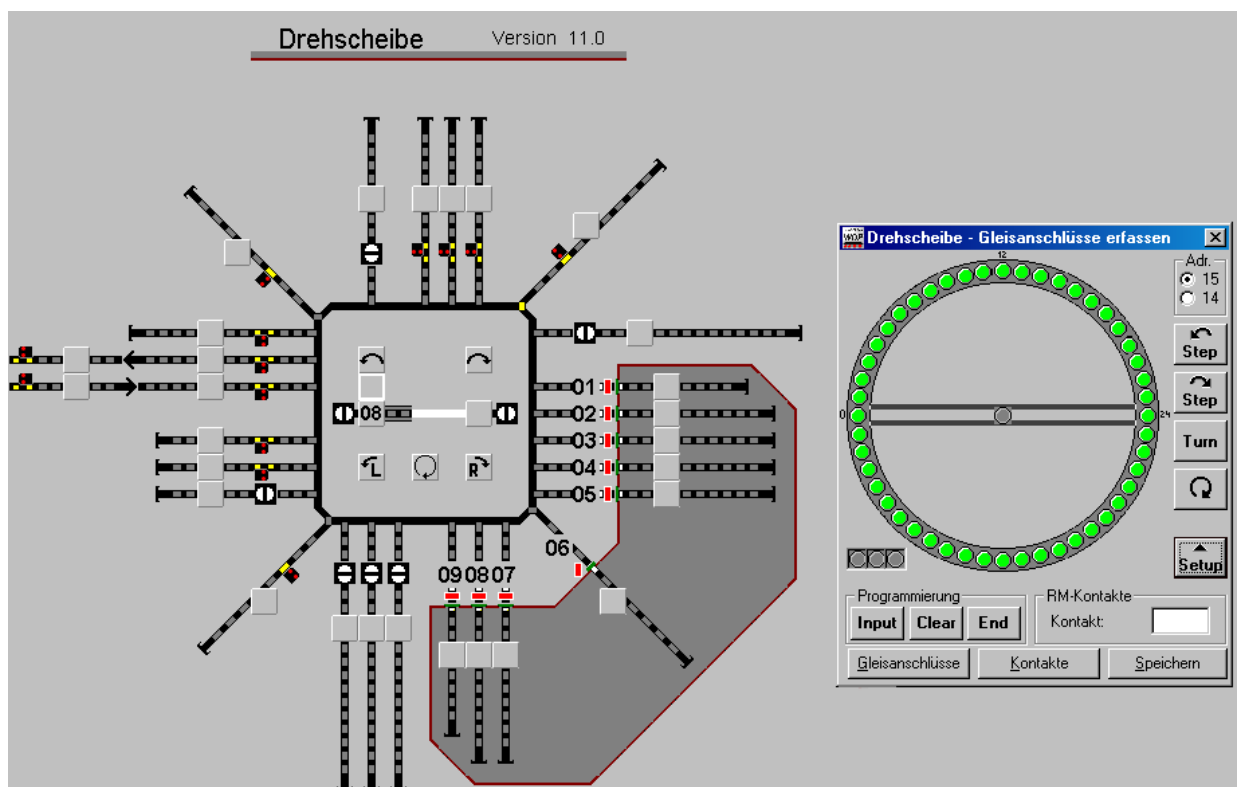 Drehscheibe Version 11.0
WDP Drehscheibe - Gleisanschlüsse erfassen
12
Adr.
15
14
Step
Step
0
24
Turn
Setup
Programmierung
Input Clear End
RM-Kontakte
Kontakt:
Gleisanschlüsse Kontakte Speichern
01
02
08
03
04
L R
05
06
09 08 07